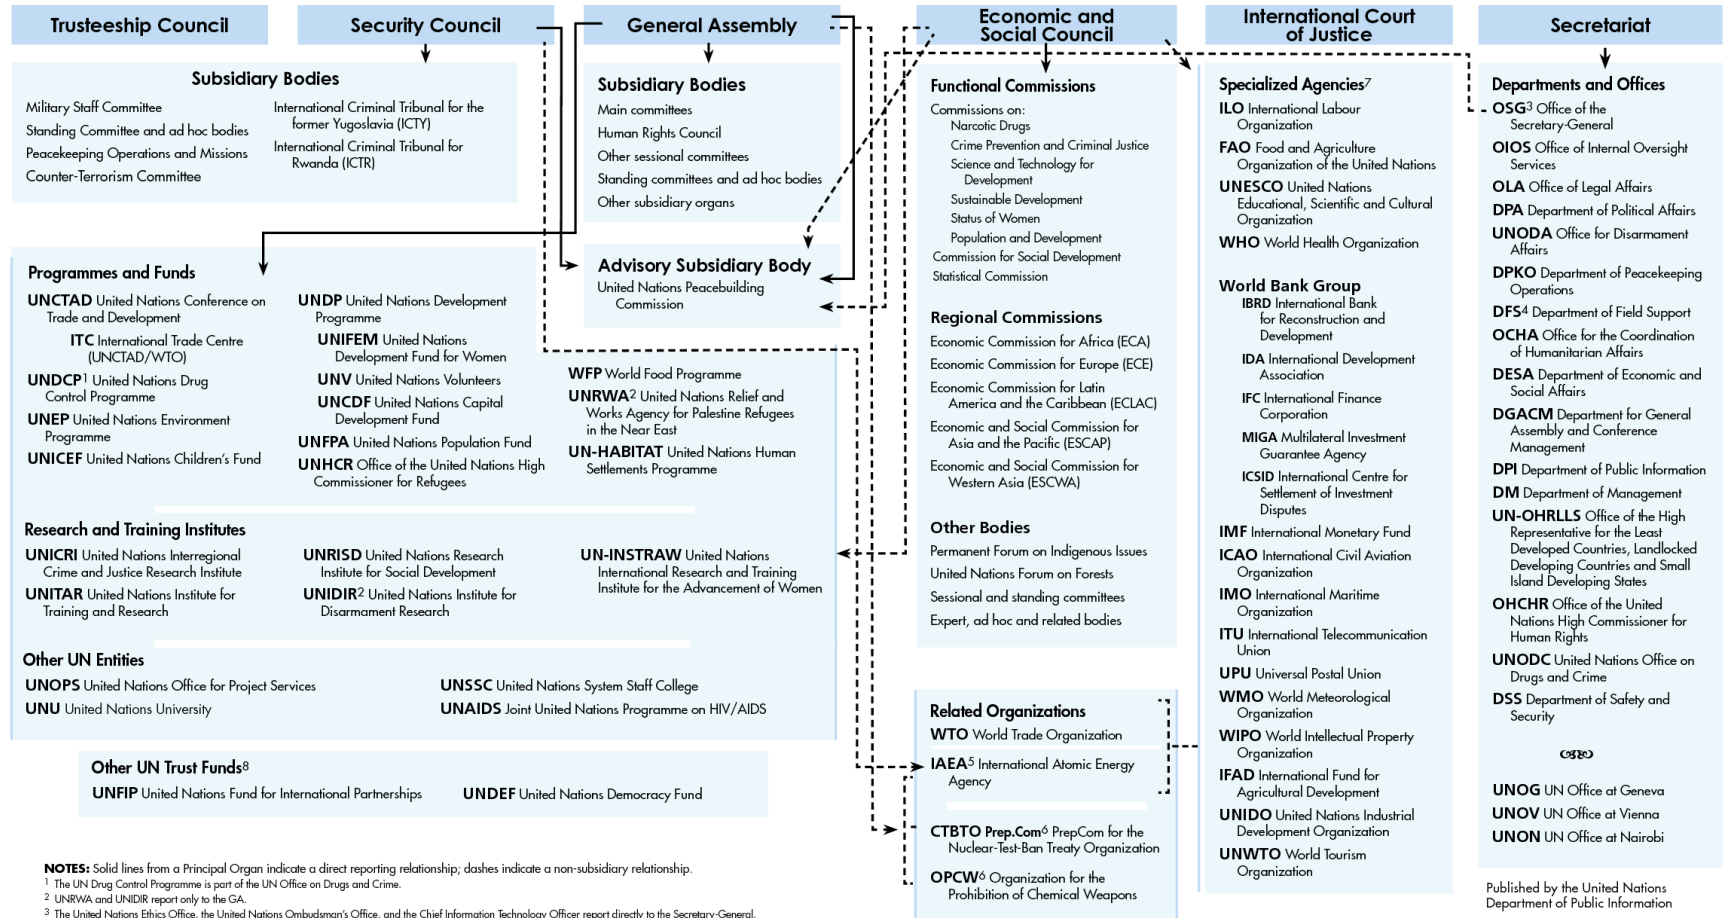 Trusteeship Council
Security Council
General Assembly
Economic and
Social Council
International Court
of Justice
Secretariat
Subsidiary Bodies
Military Staff Committee
Standing Committee and ad hoc bodies
Peacekeeping Operations and Missions
Counter-Terrorism Committee
International Criminal Tribunal for the
former Yugoslavia (ICTY)
International Criminal Tribunal for
Rwanda (ICTR)
Subsidiary Bodies
Main committees
Human Rights Council
Other sessional committees
Standing committees and ad hoc bodies
Other subsidiary organs
Advisory Subsidiary Body
United Nations Peacebuilding
Commission
Programmes and Funds
UNCTAD United Nations Conference on
Trade and Development
ITC International Trade Centre
(UNCTAD/WTO)
UNDCP1 United Nations Drug
Control Programme
UNEP United Nations Environment
Programme
UNICEF United Nations Children's Fund
UNDP United Nations Development
Programme
UNIFEM United Nations
Development Fund for Women
UNV United Nations Volunteers
UNCDF United Nations Capital
Development Fund
UNFPA United Nations Population Fund
UNHCR Office of the United Nations High
Commissioner for Refugees
WFP World Food Programme
UNRWA2 United Nations Relief and
Works Agency for Palestine Refugees
in the Near East
UN-HABITAT United Nations Human
Settlements Programme
Research and Training Institutes
UNICRI United Nations Interregional
Crime and Justice Research Institute
UNITAR United Nations Institute for
Training and Research
UNRISD United Nations Research
Institute for Social Development
UNIDIR2 United Nations Institute for
Disarmament Research
UN-INSTRAW United Nations
International Research and Training
Institute for the Advancement of Women
Other UN Entities
UNOPS United Nations Office for Project Services
UNU United Nations University
UNSSC United Nations System Staff College
UNAIDS Joint United Nations Programme on HIV/AIDS
Other UN Trust Funds8
UNFIP United Nations Fund for International Partnerships
UNDEF United Nations Democracy Fund
Functional Commissions
Commissions on:
Narcotic Drugs
Crime Prevention and Criminal Justice
Science and Technology for
Development
Sustainable Development
Status of Women
Population and Development
Commission for Social Development
Statistical Commission
Regional Commissions
Economic Commission for Africa (ECA)
Economic Commission for Europe (ECE)
Economic Commission for Latin
America and the Caribbean (ECLAC)
Economic and Social Commission for
Asia and the Pacific (ESCAP)
Economic and Social Commission for
Western Asia (ESCWA)
Other Bodies
Permanent Forum on Indigenous Issues
United Nations Forum on Forests
Sessional and standing committees
Expert, ad hoc and related bodies
Related Organizations
WTO World Trade Organization
IAEA5 International Atomic Energy
Agency
CTBTO Prep.Com6 PrepCom for the
Nuclear-Test-Ban Treaty Organization
OPCW6 Organization for the
Prohibition of Chemical Weapons
Specialized Agencies7
ILO International Labour
Organization
FAO Food and Agriculture
Organization of the United Nations
UNESCO United Nations
Educational, Scientific and Cultural
Organization
WHO World Health Organization
World Bank Group
IBRD International Bank
for Reconstruction and
Development
IDA International Development
Association
IFC International Finance
Corporation
MIGA Multilateral Investment
Guarantee Agency
ICSID International Centre for
Settlement of Investment
Disputes
IMF International Monetary Fund
ICAO International Civil Aviation
Organization
IMO International Maritime
Organization
ITU International Telecommunication
Union
UPU Universal Postal Union
WMO World Meteorological
Organization
WIPO World Intellectual Property
Organization
IFAD International Fund for
Agricultural Development
UNIDO United Nations Industrial
Development Organization
UNWTO World Tourism
Organization
Departments and Offices
OSG3 Office of the
Secretary-General
OIOS Office of Internal Oversight
Services
OLA Office of Legal Affairs
DPA Department of Political Affairs
UNODA Office for Disarmament
Affairs
DPKO Department of Peacekeeping
Operations
DFS4 Department of Field Support
OCHA Office for the Coordination
of Humanitarian Affairs
DESA Department of Economic and
Social Affairs
DGACM Department for General
Assembly and Conference
Management
DPI Department of Public Information
DM Department of Management
UN-OHRLLS Office of the High
Representative for the Least
Developed Countries, Landlocked
Developing Countries and Small
Island Developing States
OHCHR Office of the United
Nations High Commissioner for
Human Rights
UNODC United Nations Office on
Drugs and Crime
DSS Department of Safety and
Security
UNOG UN Office at Geneva
UNOV UN Office at Vienna
UNON UN Office at Nairobi
NOTES: Solid lines from a Principal Organ indicate a direct reporting relationship; dashes indicate a non-subsidiary relationship.
1 The UN Drug Control Programme is part of the UN Office on Drugs and Crime.
2 UNRWA and UNIDIR report only to the GA.
3 The United Nations Ethics Office, the United Nations Ombudsman's Office, and the Chief Information Technology Officer report directly to the Secretary-General.
Published by the United Nations
Department of Public Information